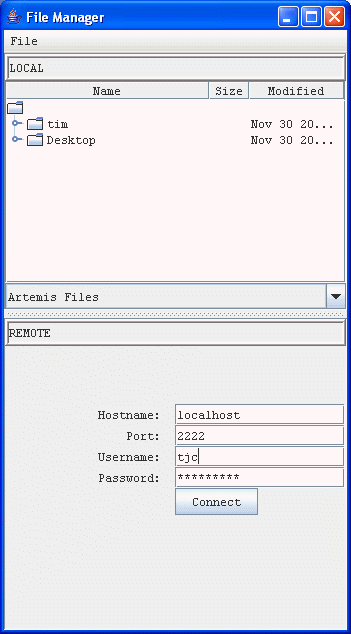 File Manager
File
LOCAL
Name Size Modified
tim Nov 30 20...
Desktop Nov 30 20...
Artemis Files
REMOTE
Hostname: localhost
Port: 2222
Username: tjc
Password: *********
Connect